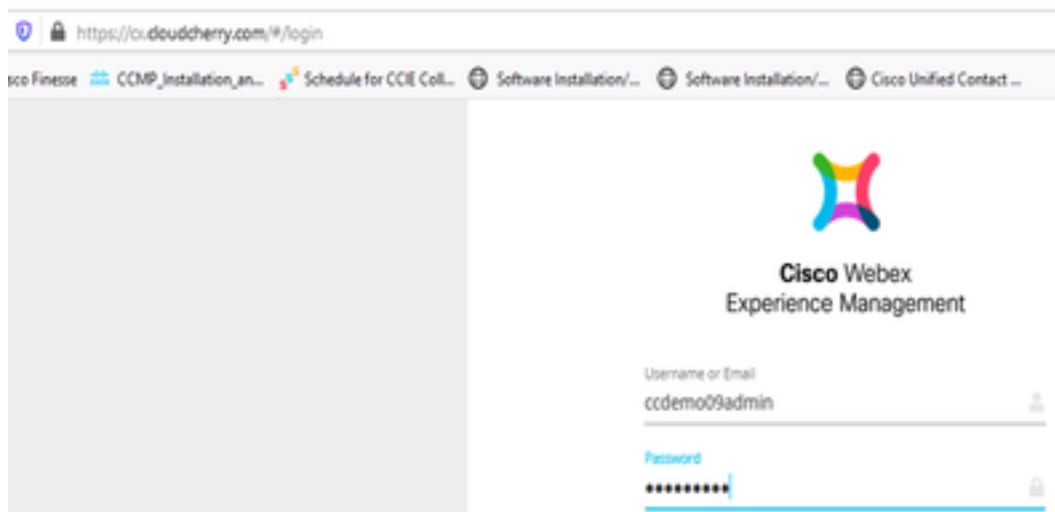 https://cx.cloudcherry.com/#/login
sco Finesse CCMP_Installation_an... Schedule for CCIE Coll... Software Installation/... Software Installation/... Cisco Unified Contact ...
Cisco Webex
Experience Management
Username or Email
ccdemo09admin
Password
•••••••••